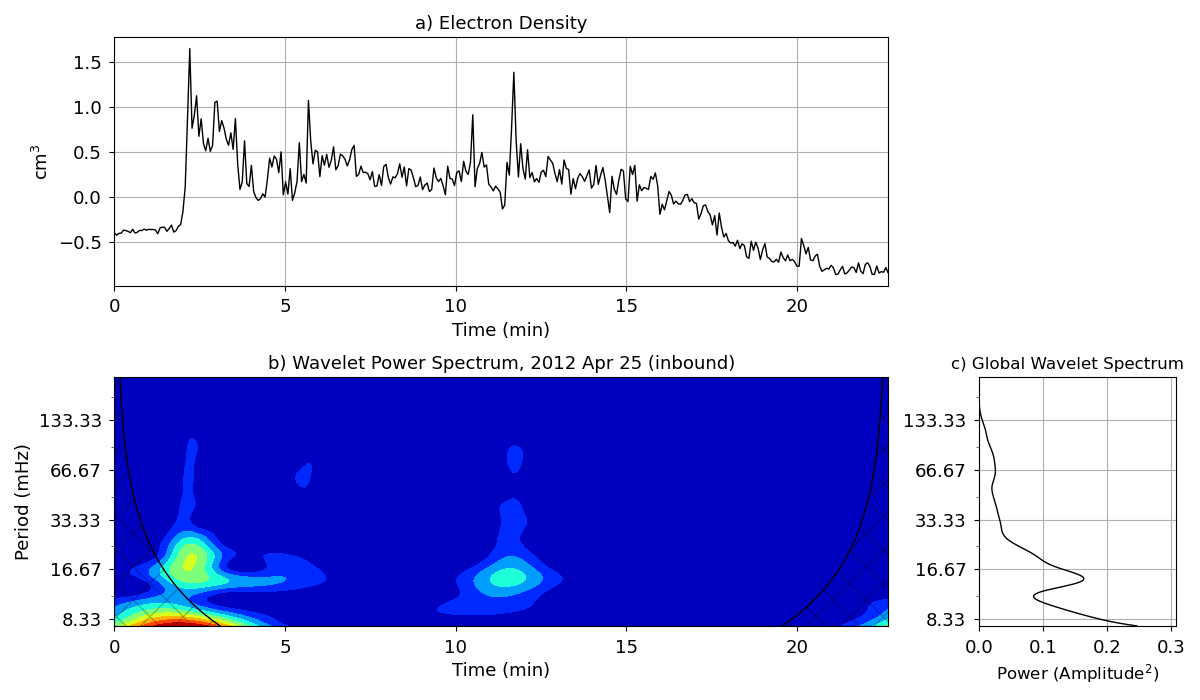 a) Electron Density
1.5
1.0
0.5
0.0
−0.5
cm³
0 5 10 15 20
Time (min)
b) Wavelet Power Spectrum, 2012 Apr 25 (inbound)
133.33
66.67
33.33
16.67
8.33
Period (mHz)
0 5 10 15 20
Time (min)
c) Global Wavelet Spectrum
133.33
66.67
33.33
16.67
8.33
0.0 0.1 0.2 0.3
Power (Amplitude²)